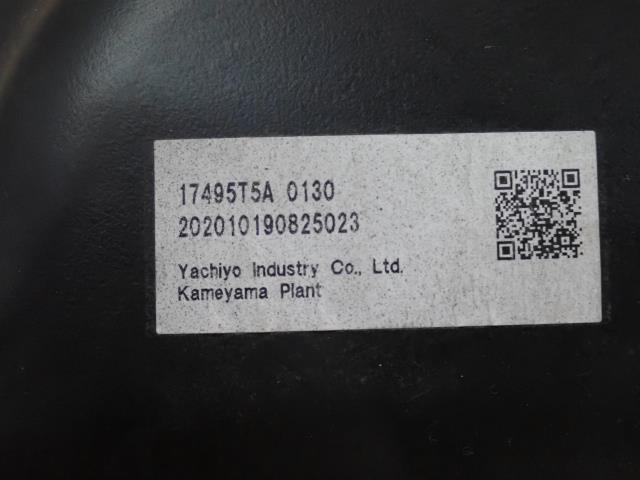 17495T5A 0130
202010190825023
Yachiyo Industry Co., Ltd.
Kameyama Plant